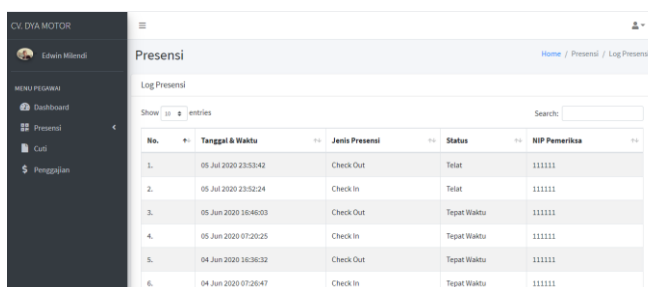 CV. DYA MOTOR
Edwin Milendi
MENU PEGAWAI
Dashboard
Presensi
Cuti
$ Penggajian
Presensi
Home / Presensi / Log Presensi
Log Presensi
Show 10 entries
Search:
No. Tanggal & Waktu Jenis Presensi Status NIP Pemeriksa
1. 05 Jul 2020 23:53:42 Check Out Telat 111111
2. 05 Jul 2020 23:52:24 Check In Telat 111111
3. 05 Jun 2020 16:46:03 Check Out Tepat Waktu 111111
4. 05 Jun 2020 07:20:25 Check In Tepat Waktu 111111
5. 04 Jun 2020 16:36:32 Check Out Tepat Waktu 111111
6. 04 Jun 2020 07:26:47 Check In Tepat Waktu 111111